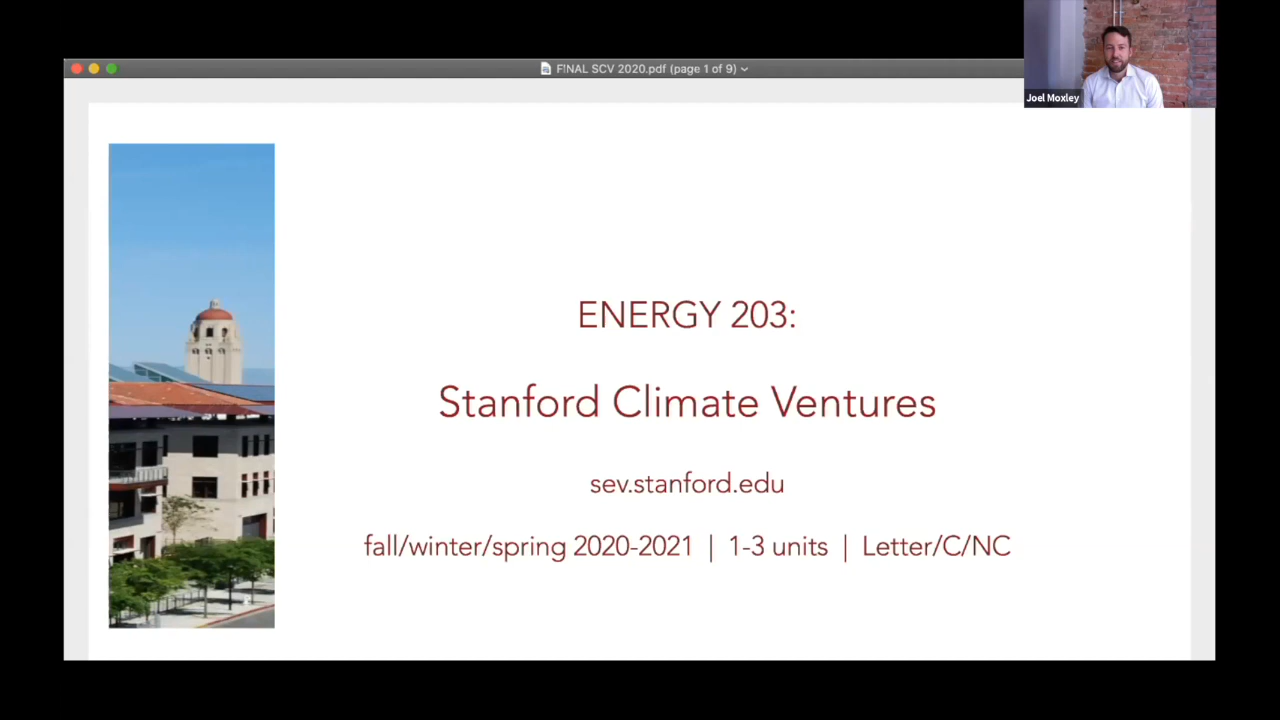 FINAL SCV 2020.pdf (page 1 of 9)
Joel Moxley
ENERGY 203:
Stanford Climate Ventures
sev.stanford.edu
fall/winter/spring 2020-2021 | 1-3 units | Letter/C/NC